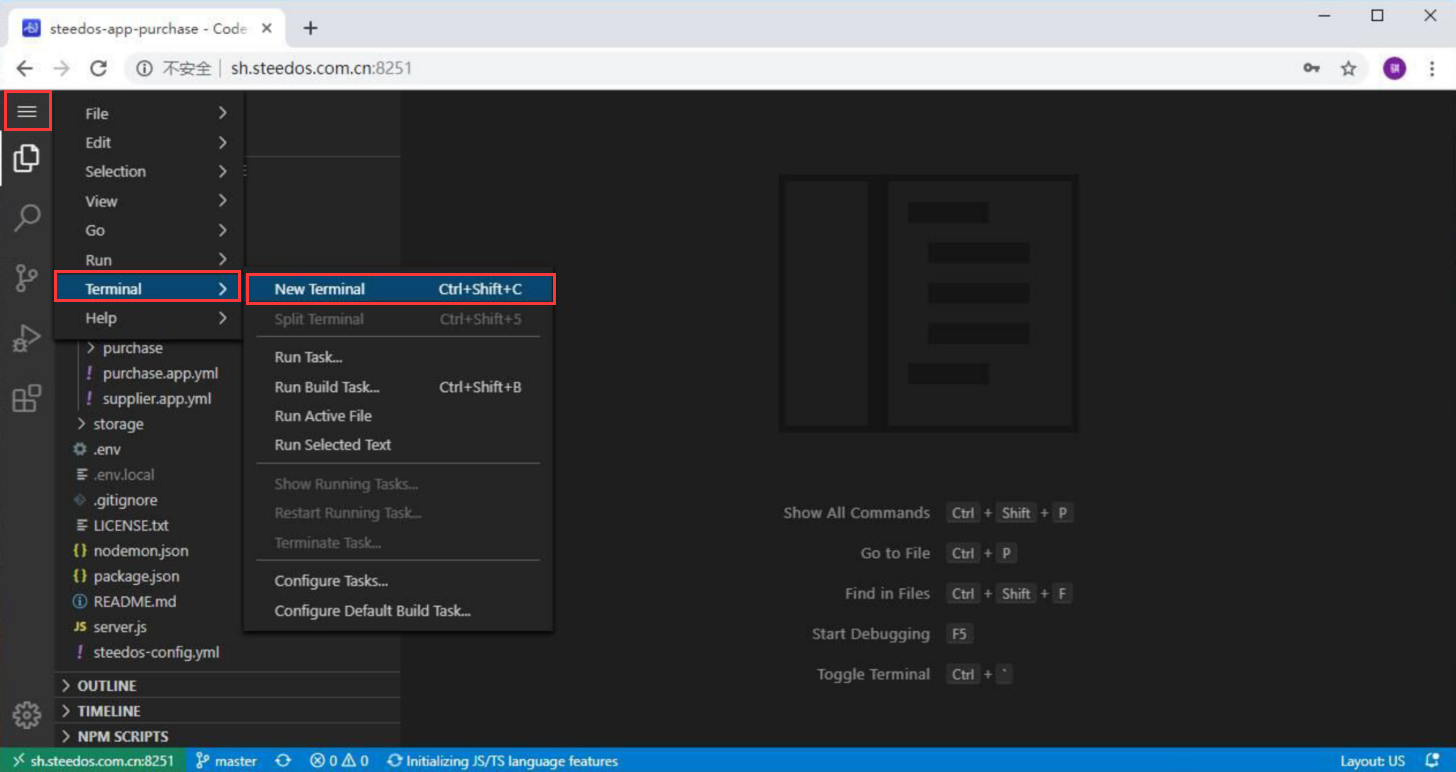 steedos-app-purchase - Code
不安全 sh.steedos.com.cn:8251
File
Edit
Selection
View
Go
Run
Terminal
Help
New Terminal Ctrl+Shift+C
Split Terminal Ctrl+Shift+5
Run Task...
Run Build Task... Ctrl+Shift+B
Run Active File
Run Selected Text
Show Running Tasks...
Restart Running Task...
Terminate Task...
Configure Tasks...
Configure Default Build Task...
purchase
! purchase.app.yml
! supplier.app.yml
storage
.env
.env.local
.gitignore
LICENSE.txt
{} nodemon.json
{} package.json
README.md
JS server.js
! steedos-config.yml
OUTLINE
TIMELINE
NPM SCRIPTS
Show All Commands Ctrl + Shift + P
Go to File Ctrl + P
Find in Files Ctrl + Shift + F
Start Debugging F5
Toggle Terminal Ctrl + `
sh.steedos.com.cn:8251 master 0 0 Initializing JS/TS language features Layout: US